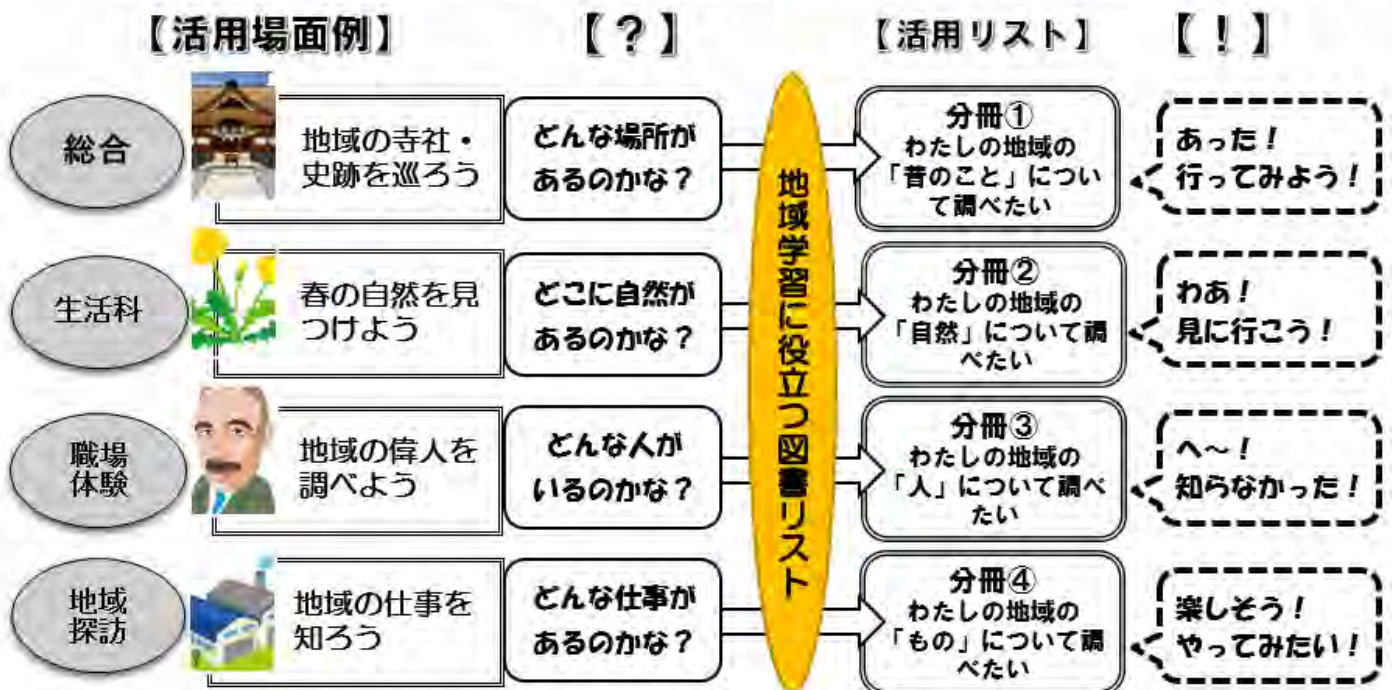 【活用場面例】
【？】
【活用リスト】
【！】
総合
地域の寺社・
史跡を巡ろう
どんな場所が
あるのかな？
分冊①
わたしの地域の
「昔のこと」につい
て調べたい
あった！
行ってみよう！
生活科
春の自然を見
つけよう
どこに自然が
あるのかな？
分冊②
わたしの地域の
「自然」について調
べたい
わあ！
見に行こう！
職場
体験
地域の偉人を
調べよう
どんな人が
いるのかな？
分冊③
わたしの地域の
「人」について調べ
たい
へ～！
知らなかった！
地域
探訪
地域の仕事を
知ろう
どんな仕事が
あるのかな？
分冊④
わたしの地域の
「もの」について調
べたい
楽しそう！
やってみたい！
地域学習に役立つ図書リスト